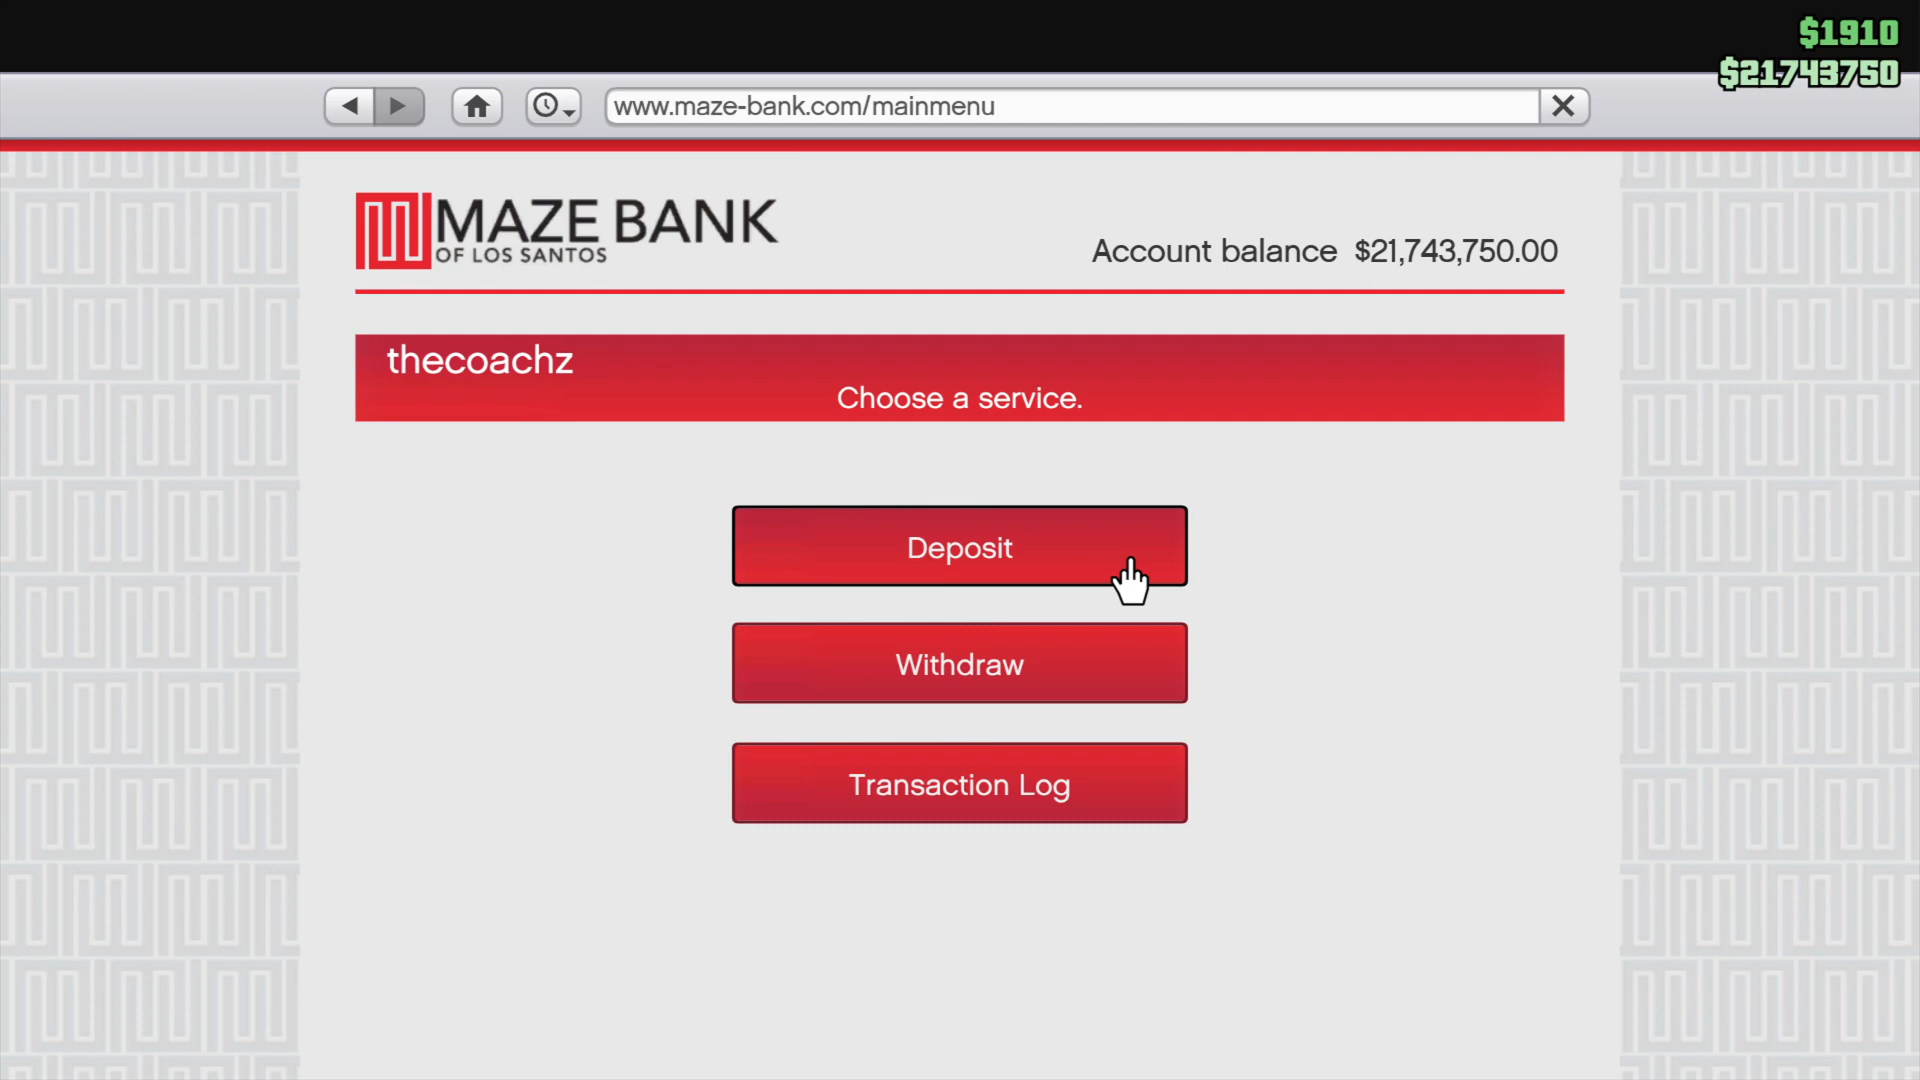 $1910
$21743750
www.maze-bank.com/mainmenu
MAZE BANK
OF LOS SANTOS
Account balance $21,743,750.00
thecoachz
Choose a service.
Deposit
Withdraw
Transaction Log